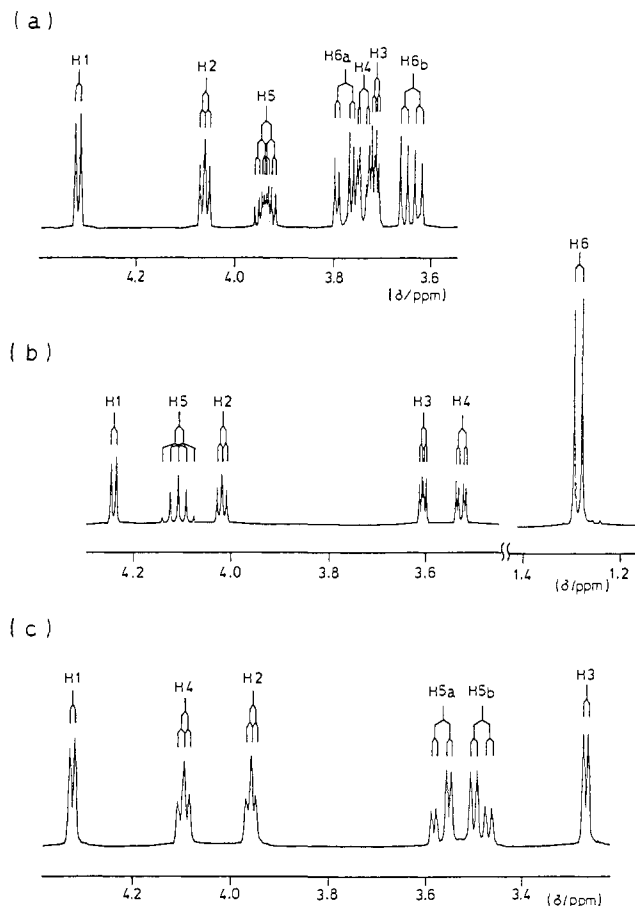 (a)
H1 H2 H5 H6a H4 H3 H6b
4.2 4.0 3.8 3.6
(δ/ppm)
H6
(b)
H1 H5 H2 H3 H4
4.2 4.0 3.8 3.6 1.4 1.2
(δ/ppm)
(c)
H1 H4 H2 H5a H5b H3
4.2 4.0 3.8 3.6 3.4 (δ/ppm)